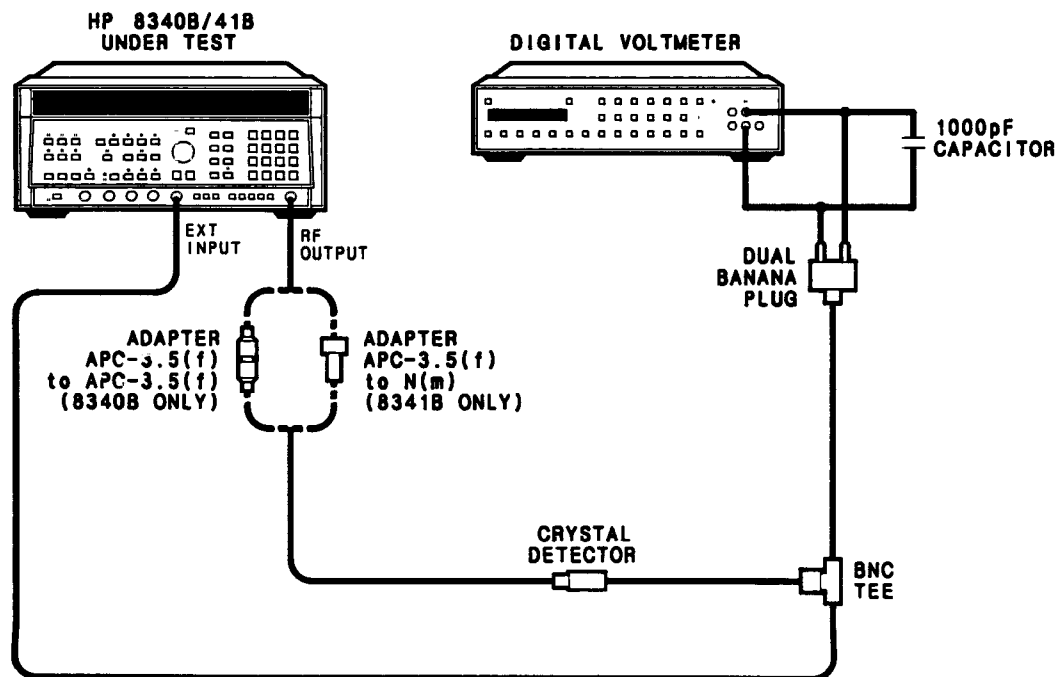 HP 8340B/41B
UNDER TEST
DIGITAL VOLTMETER
1000pF
CAPACITOR
EXT
INPUT
RF
OUTPUT
DUAL
BANANA
PLUG
ADAPTER
APC-3.5(f)
to APC-3.5(f)
(8340B ONLY)
ADAPTER
APC-3.5(f)
to N(m)
(8341B ONLY)
CRYSTAL
DETECTOR
BNC
TEE